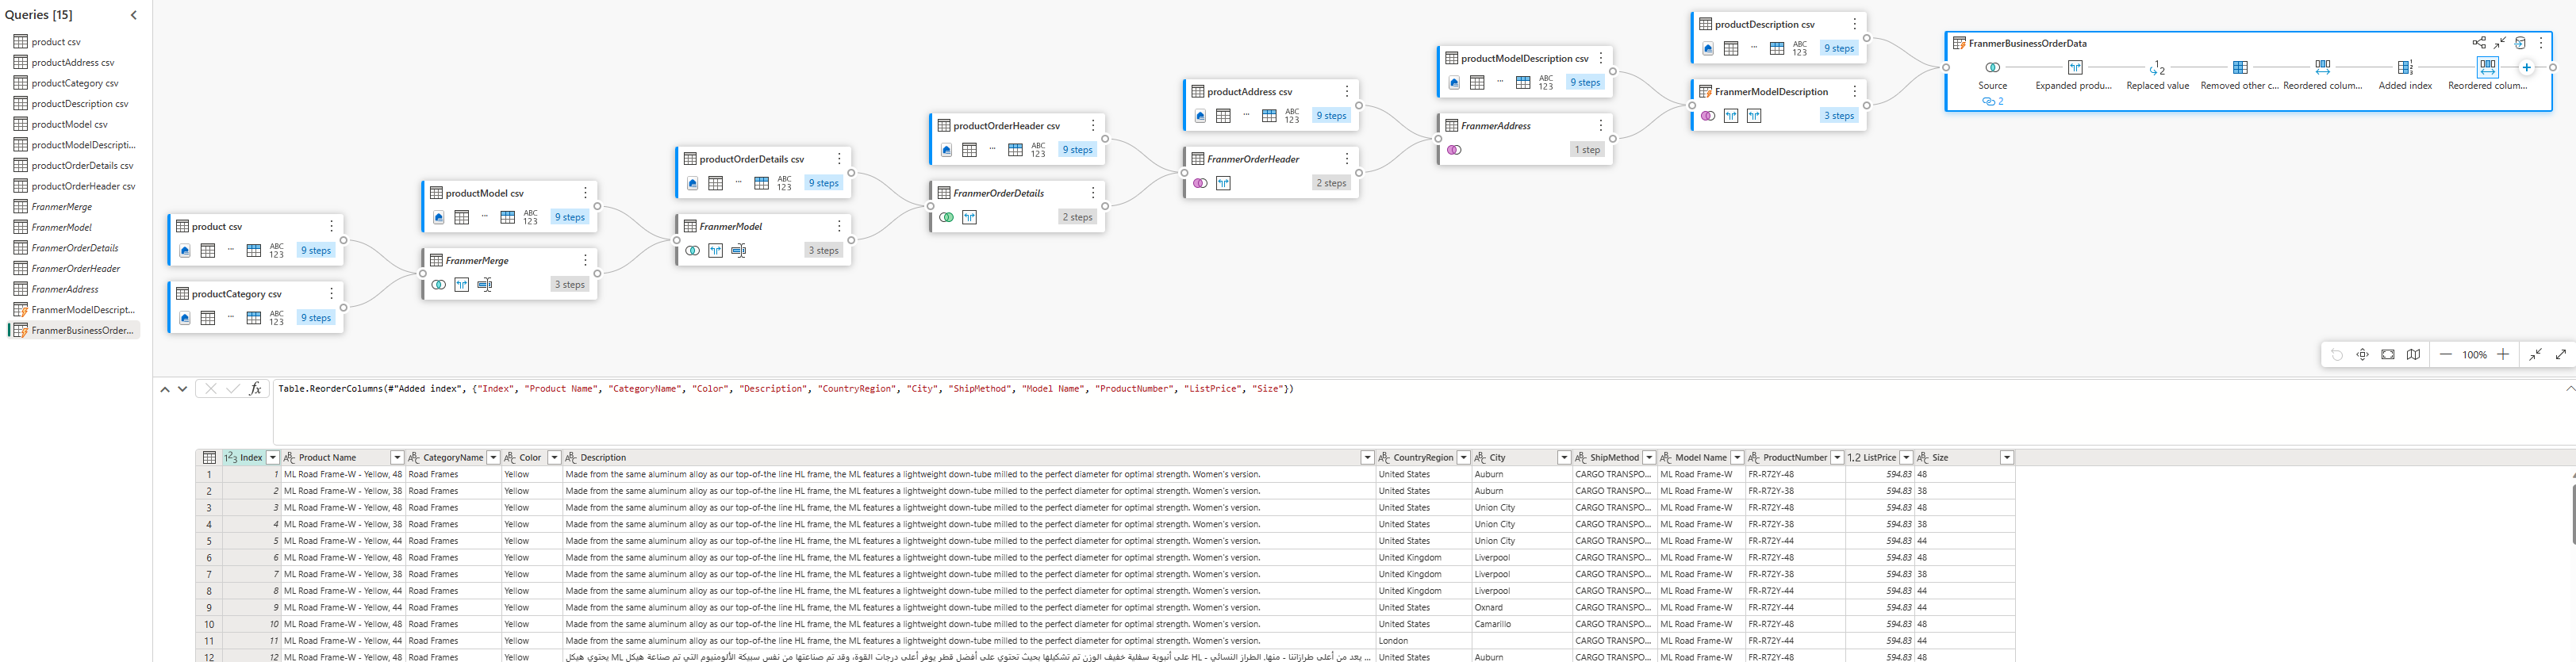 Queries [15]
product csv
productAddress csv
productCategory csv
productDescription csv
productModel csv
productModelDescripti...
productOrderDetails csv
productOrderHeader csv
FranmerMerge
FranmerModel
FranmerOrderDetails
FranmerOrderHeader
FranmerAddress
FranmerModelDescript...
FranmerBusinessOrder...
product csv
ABC
123
9 steps
productCategory csv
ABC
123
9 steps
productModel csv
ABC
123
9 steps
FranmerMerge
3 steps
productOrderDetails csv
ABC
123
9 steps
FranmerModel
3 steps
productOrderHeader csv
ABC
123
9 steps
FranmerOrderDetails
2 steps
productAddress csv
ABC
123
9 steps
FranmerOrderHeader
2 steps
productModelDescription csv
ABC
123
9 steps
FranmerAddress
1 step
productDescription csv
ABC
123
9 steps
FranmerModelDescription
3 steps
FranmerBusinessOrderData
Source Expanded produ... Replaced value Removed other c... Reordered colum... Added index Reordered colum...
2
100%
fx Table.ReorderColumns(#"Added index", {"Index", "Product Name", "CategoryName", "Color", "Description", "CountryRegion", "City", "ShipMethod", "Model Name", "ProductNumber", "ListPrice", "Size"})
Index Product Name CategoryName Color Description CountryRegion City ShipMethod Model Name ProductNumber 1.2 ListPrice Size
1 1 ML Road Frame-W - Yellow, 48 Road Frames Yellow Made from the same aluminum alloy as our top-of-the line HL frame, the ML features a lightweight down-tube milled to the perfect diameter for optimal strength. Women's version. United States Auburn CARGO TRANSPO... ML Road Frame-W FR-R72Y-48 594.83 48
2 2 ML Road Frame-W - Yellow, 38 Road Frames Yellow Made from the same aluminum alloy as our top-of-the line HL frame, the ML features a lightweight down-tube milled to the perfect diameter for optimal strength. Women's version. United States Auburn CARGO TRANSPO... ML Road Frame-W FR-R72Y-38 594.83 38
3 3 ML Road Frame-W - Yellow, 48 Road Frames Yellow Made from the same aluminum alloy as our top-of-the line HL frame, the ML features a lightweight down-tube milled to the perfect diameter for optimal strength. Women's version. United States Union City CARGO TRANSPO... ML Road Frame-W FR-R72Y-48 594.83 48
4 4 ML Road Frame-W - Yellow, 38 Road Frames Yellow Made from the same aluminum alloy as our top-of-the line HL frame, the ML features a lightweight down-tube milled to the perfect diameter for optimal strength. Women's version. United States Union City CARGO TRANSPO... ML Road Frame-W FR-R72Y-38 594.83 38
5 5 ML Road Frame-W - Yellow, 44 Road Frames Yellow Made from the same aluminum alloy as our top-of-the line HL frame, the ML features a lightweight down-tube milled to the perfect diameter for optimal strength. Women's version. United States Union City CARGO TRANSPO... ML Road Frame-W FR-R72Y-44 594.83 44
6 6 ML Road Frame-W - Yellow, 48 Road Frames Yellow Made from the same aluminum alloy as our top-of-the line HL frame, the ML features a lightweight down-tube milled to the perfect diameter for optimal strength. Women's version. United Kingdom Liverpool CARGO TRANSPO... ML Road Frame-W FR-R72Y-48 594.83 48
7 7 ML Road Frame-W - Yellow, 38 Road Frames Yellow Made from the same aluminum alloy as our top-of-the line HL frame, the ML features a lightweight down-tube milled to the perfect diameter for optimal strength. Women's version. United Kingdom Liverpool CARGO TRANSPO... ML Road Frame-W FR-R72Y-38 594.83 38
8 8 ML Road Frame-W - Yellow, 44 Road Frames Yellow Made from the same aluminum alloy as our top-of-the line HL frame, the ML features a lightweight down-tube milled to the perfect diameter for optimal strength. Women's version. United Kingdom Liverpool CARGO TRANSPO... ML Road Frame-W FR-R72Y-44 594.83 44
9 9 ML Road Frame-W - Yellow, 44 Road Frames Yellow Made from the same aluminum alloy as our top-of-the line HL frame, the ML features a lightweight down-tube milled to the perfect diameter for optimal strength. Women's version. United States Oxnard CARGO TRANSPO... ML Road Frame-W FR-R72Y-44 594.83 44
10 10 ML Road Frame-W - Yellow, 48 Road Frames Yellow Made from the same aluminum alloy as our top-of-the line HL frame, the ML features a lightweight down-tube milled to the perfect diameter for optimal strength. Women's version. United States Camarillo CARGO TRANSPO... ML Road Frame-W FR-R72Y-48 594.83 48
11 11 ML Road Frame-W - Yellow, 44 Road Frames Yellow Made from the same aluminum alloy as our top-of-the line HL frame, the ML features a lightweight down-tube milled to the perfect diameter for optimal strength. Women's version. London CARGO TRANSPO... ML Road Frame-W FR-R72Y-44 594.83 44
12 12 ML Road Frame-W - Yellow, 48 Road Frames Yellow يحتوي هيكل ML على أنبوبة سفلية خفيف الوزن تم تشكيلها بحيث تحتوي على أفضل قطر يوفر أعلى درجات القوة، وقد تم صناعتها من نفس سبيكة الألومنيوم التي تم صناعة هيكل HL - يعد من أعلى طرازاتنا - منها. الطراز النسائي ... United States Auburn CARGO TRANSPO... ML Road Frame-W FR-R72Y-48 594.83 48